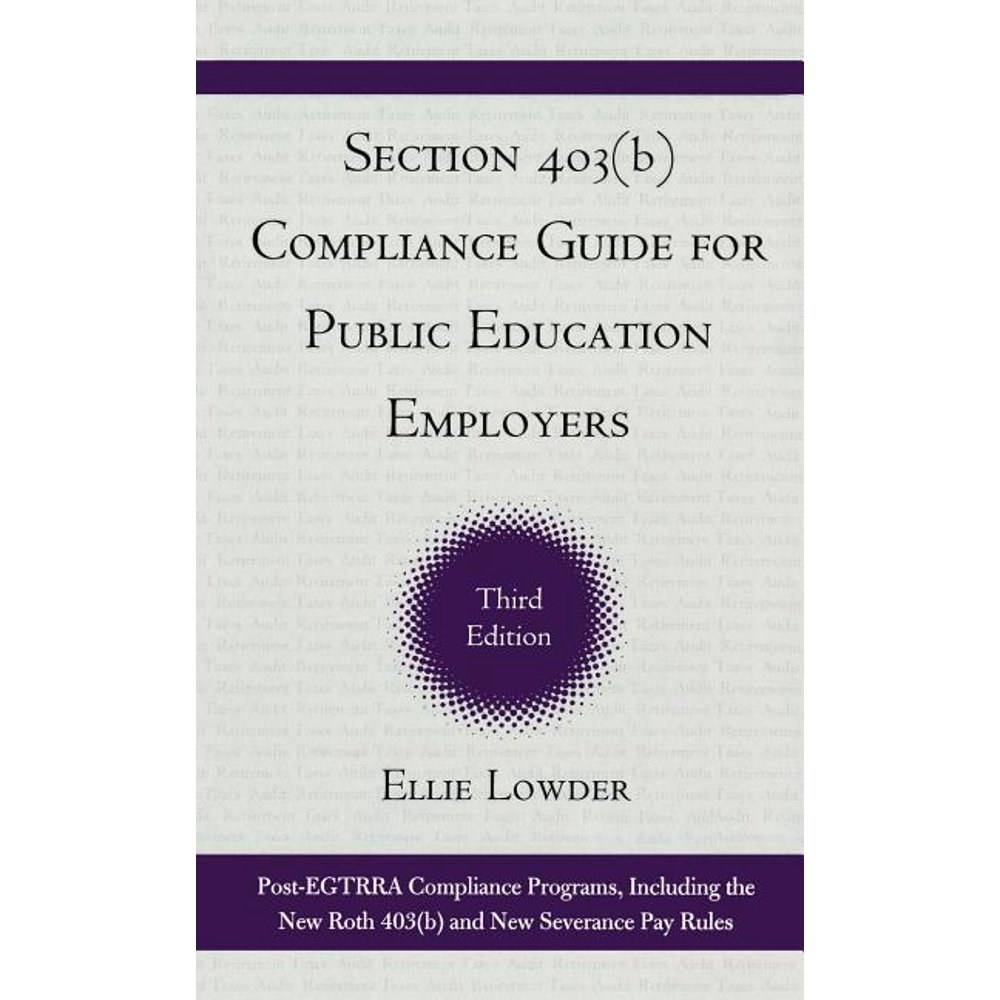 Section 403(b)
Compliance Guide for
Public Education
Employers
Third
Edition
Ellie Lowder
Post-EGTRRA Compliance Programs, Including the
New Roth 403(b) and New Severance Pay Rules